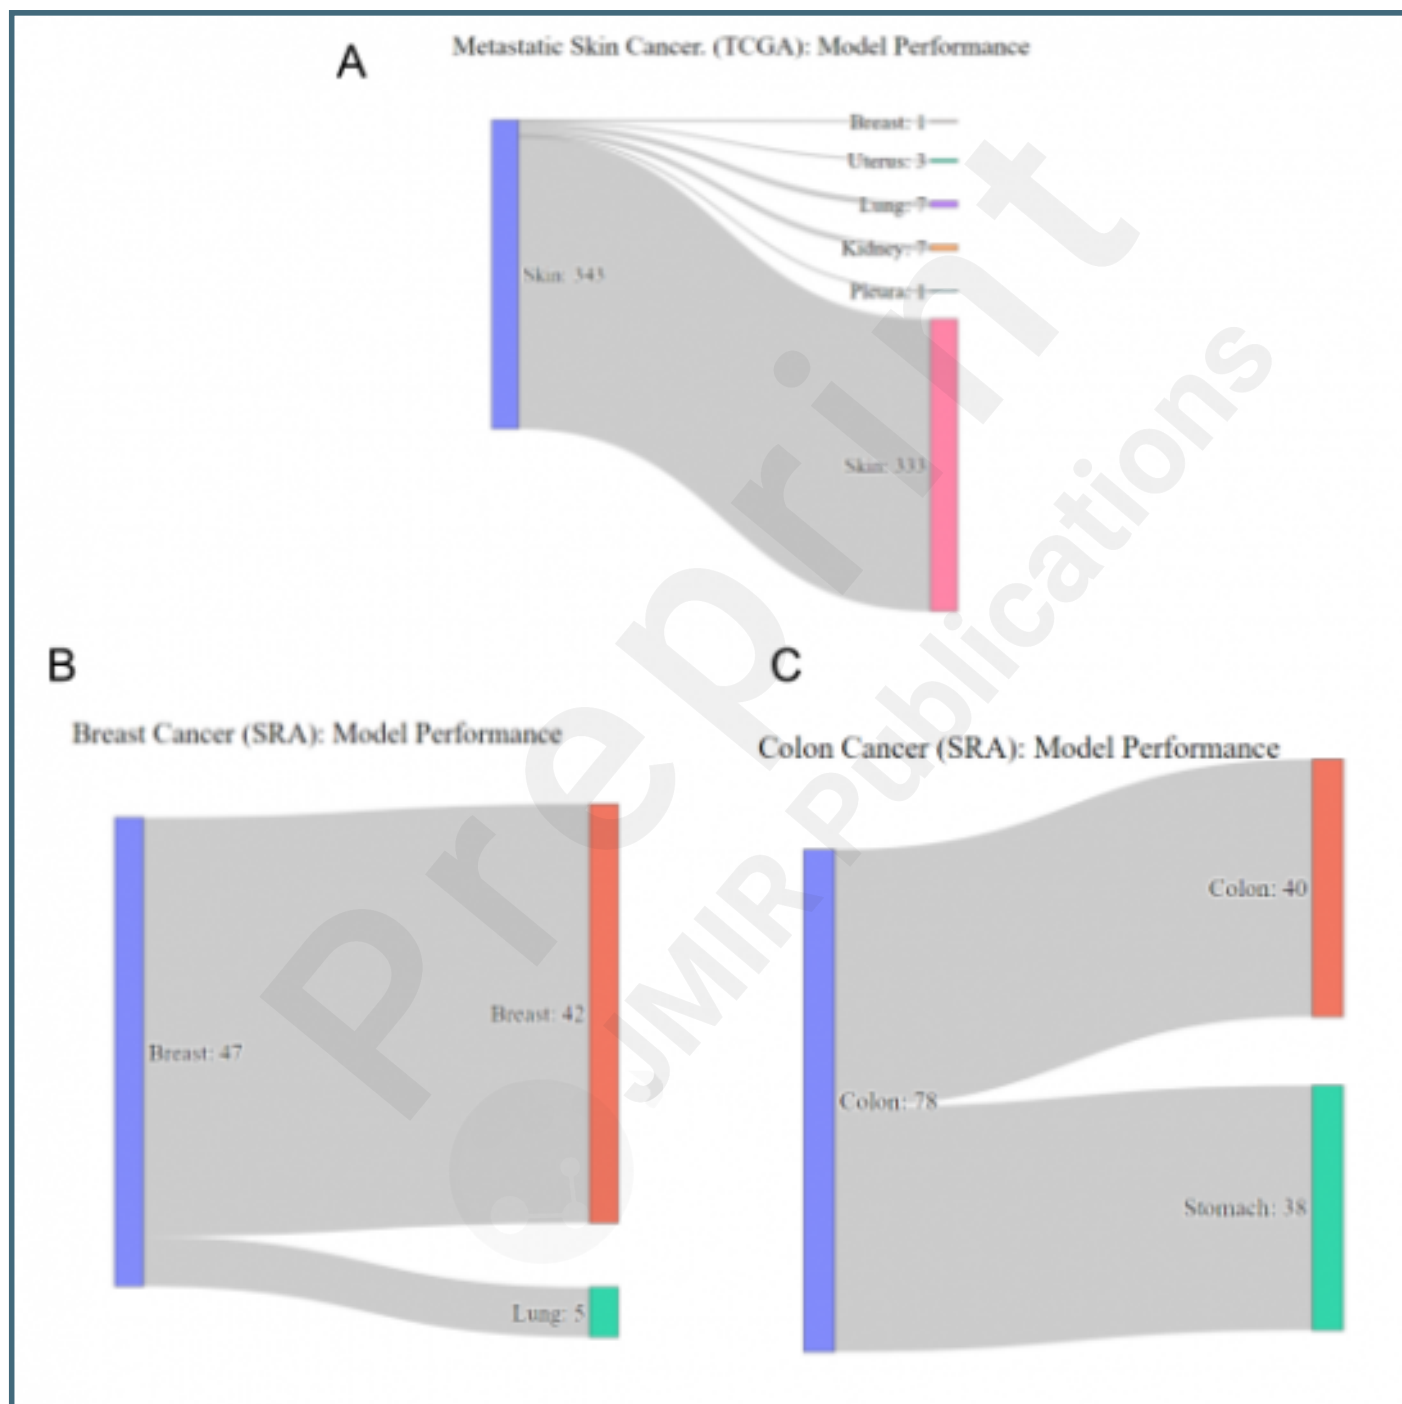 A
Metastatic Skin Cancer. (TCGA): Model Performance
Breast: 1
Uterus: 3
Lung: 7
Kidney: 7
Pleura: 1
Skin: 343
Skin: 333
B
C
Breast Cancer (SRA): Model Performance
Colon Cancer (SRA): Model Performance
Colon: 40
Breast: 42
Breast: 47
Colon: 78
Stomach: 38
Lung: 5
Preprint
JMIR Publications